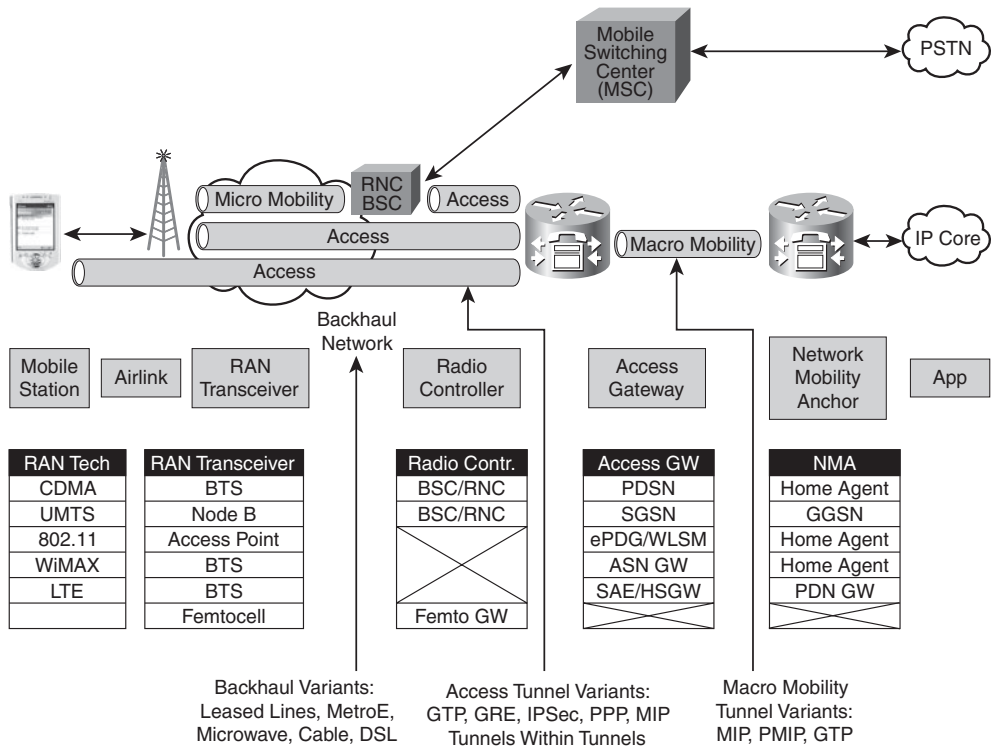 Mobile
Switching
Center
(MSC)
PSTN
RNC
BSC
Micro Mobility
Access
Access
Access
Macro Mobility
IP Core
Backhaul
Network
Mobile
Station
Airlink
RAN
Transceiver
Radio
Controller
Access
Gateway
Network
Mobility
Anchor
App
RAN Tech
CDMA
UMTS
802.11
WiMAX
LTE
RAN Transceiver
BTS
Node B
Access Point
BTS
BTS
Femtocell
Radio Contr.
BSC/RNC
BSC/RNC
Femto GW
Access GW
PDSN
SGSN
ePDG/WLSM
ASN GW
SAE/HSGW
NMA
Home Agent
GGSN
Home Agent
Home Agent
PDN GW
Backhaul Variants:
Leased Lines, MetroE,
Microwave, Cable, DSL
Access Tunnel Variants:
GTP, GRE, IPSec, PPP, MIP
Tunnels Within Tunnels
Macro Mobility
Tunnel Variants:
MIP, PMIP, GTP